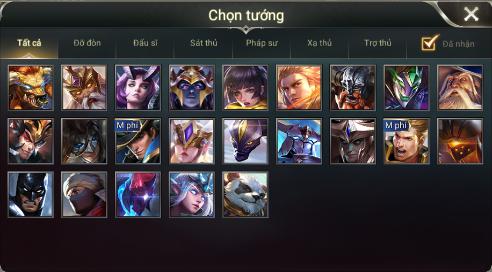 Chọn tướng
Tất cả Đỡ đòn Đấu sĩ Sát thủ Pháp sư Xạ thủ Trợ thủ Đã nhận
M phí M phí